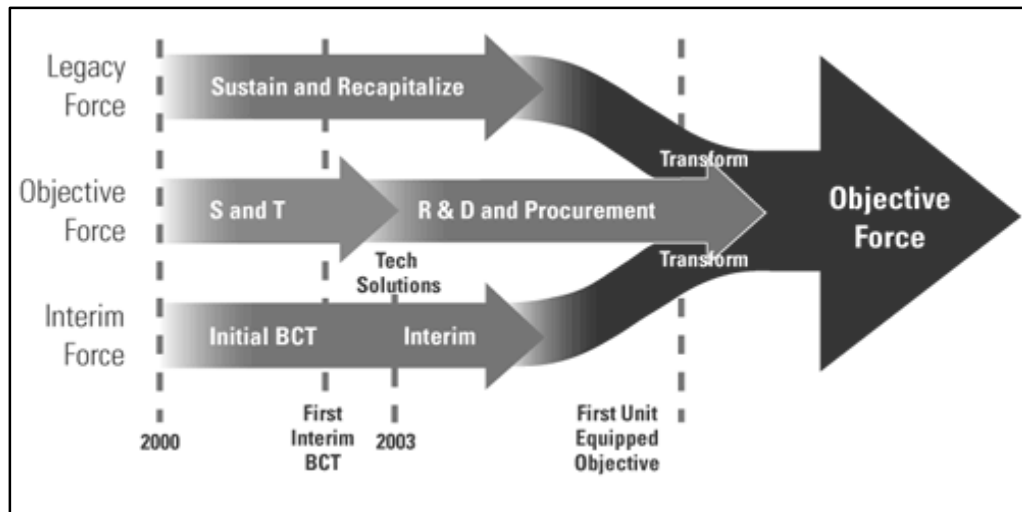 Legacy
Force
Sustain and Recapitalize
Transform
Objective
Force
S and T
R & D and Procurement
Objective
Force
Transform
Tech
Solutions
Interim
Force
Initial BCT
Interim
2000
First
Interim
BCT
2003
First Unit
Equipped
Objective